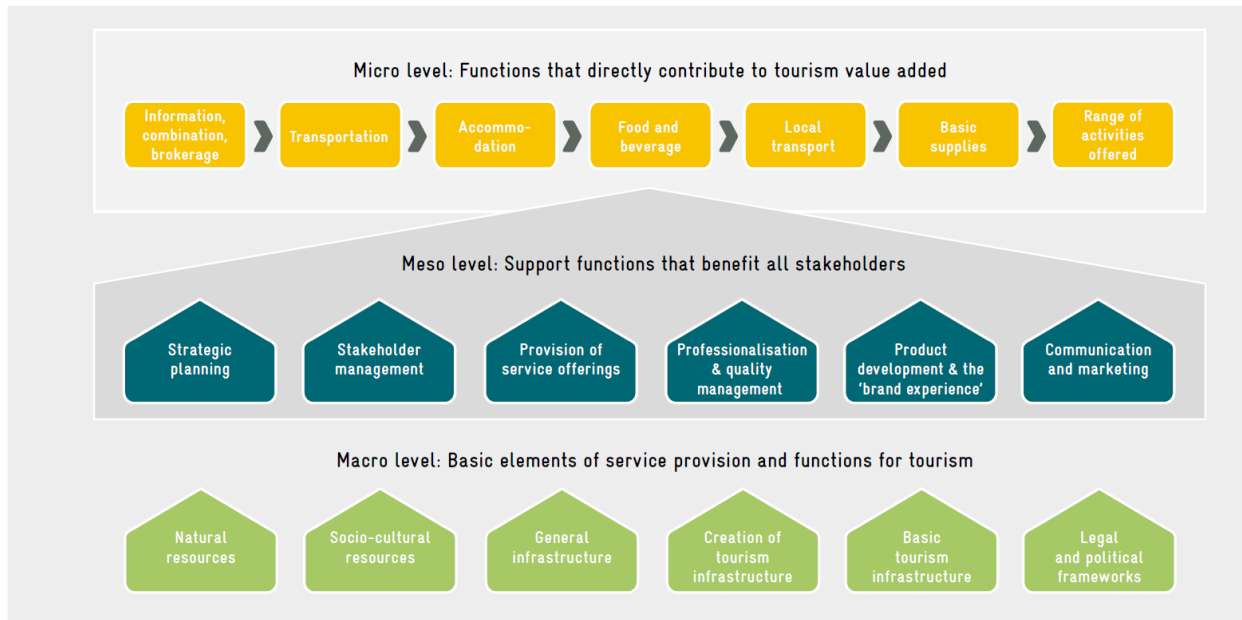 Micro level: Functions that directly contribute to tourism value added
Information,
combination,
brokerage
Transportation
Accommo-
dation
Food and
beverage
Local
transport
Basic
supplies
Range of
activities
offered
Meso level: Support functions that benefit all stakeholders
Strategic
planning
Stakeholder
management
Provision of
service offerings
Professionalisation
& quality
management
Product
development & the
‘brand experience’
Communication
and marketing
Macro level: Basic elements of service provision and functions for tourism
Natural
resources
Socio-cultural
resources
General
infrastructure
Creation of
tourism
infrastructure
Basic
tourism
infrastructure
Legal
and political
frameworks